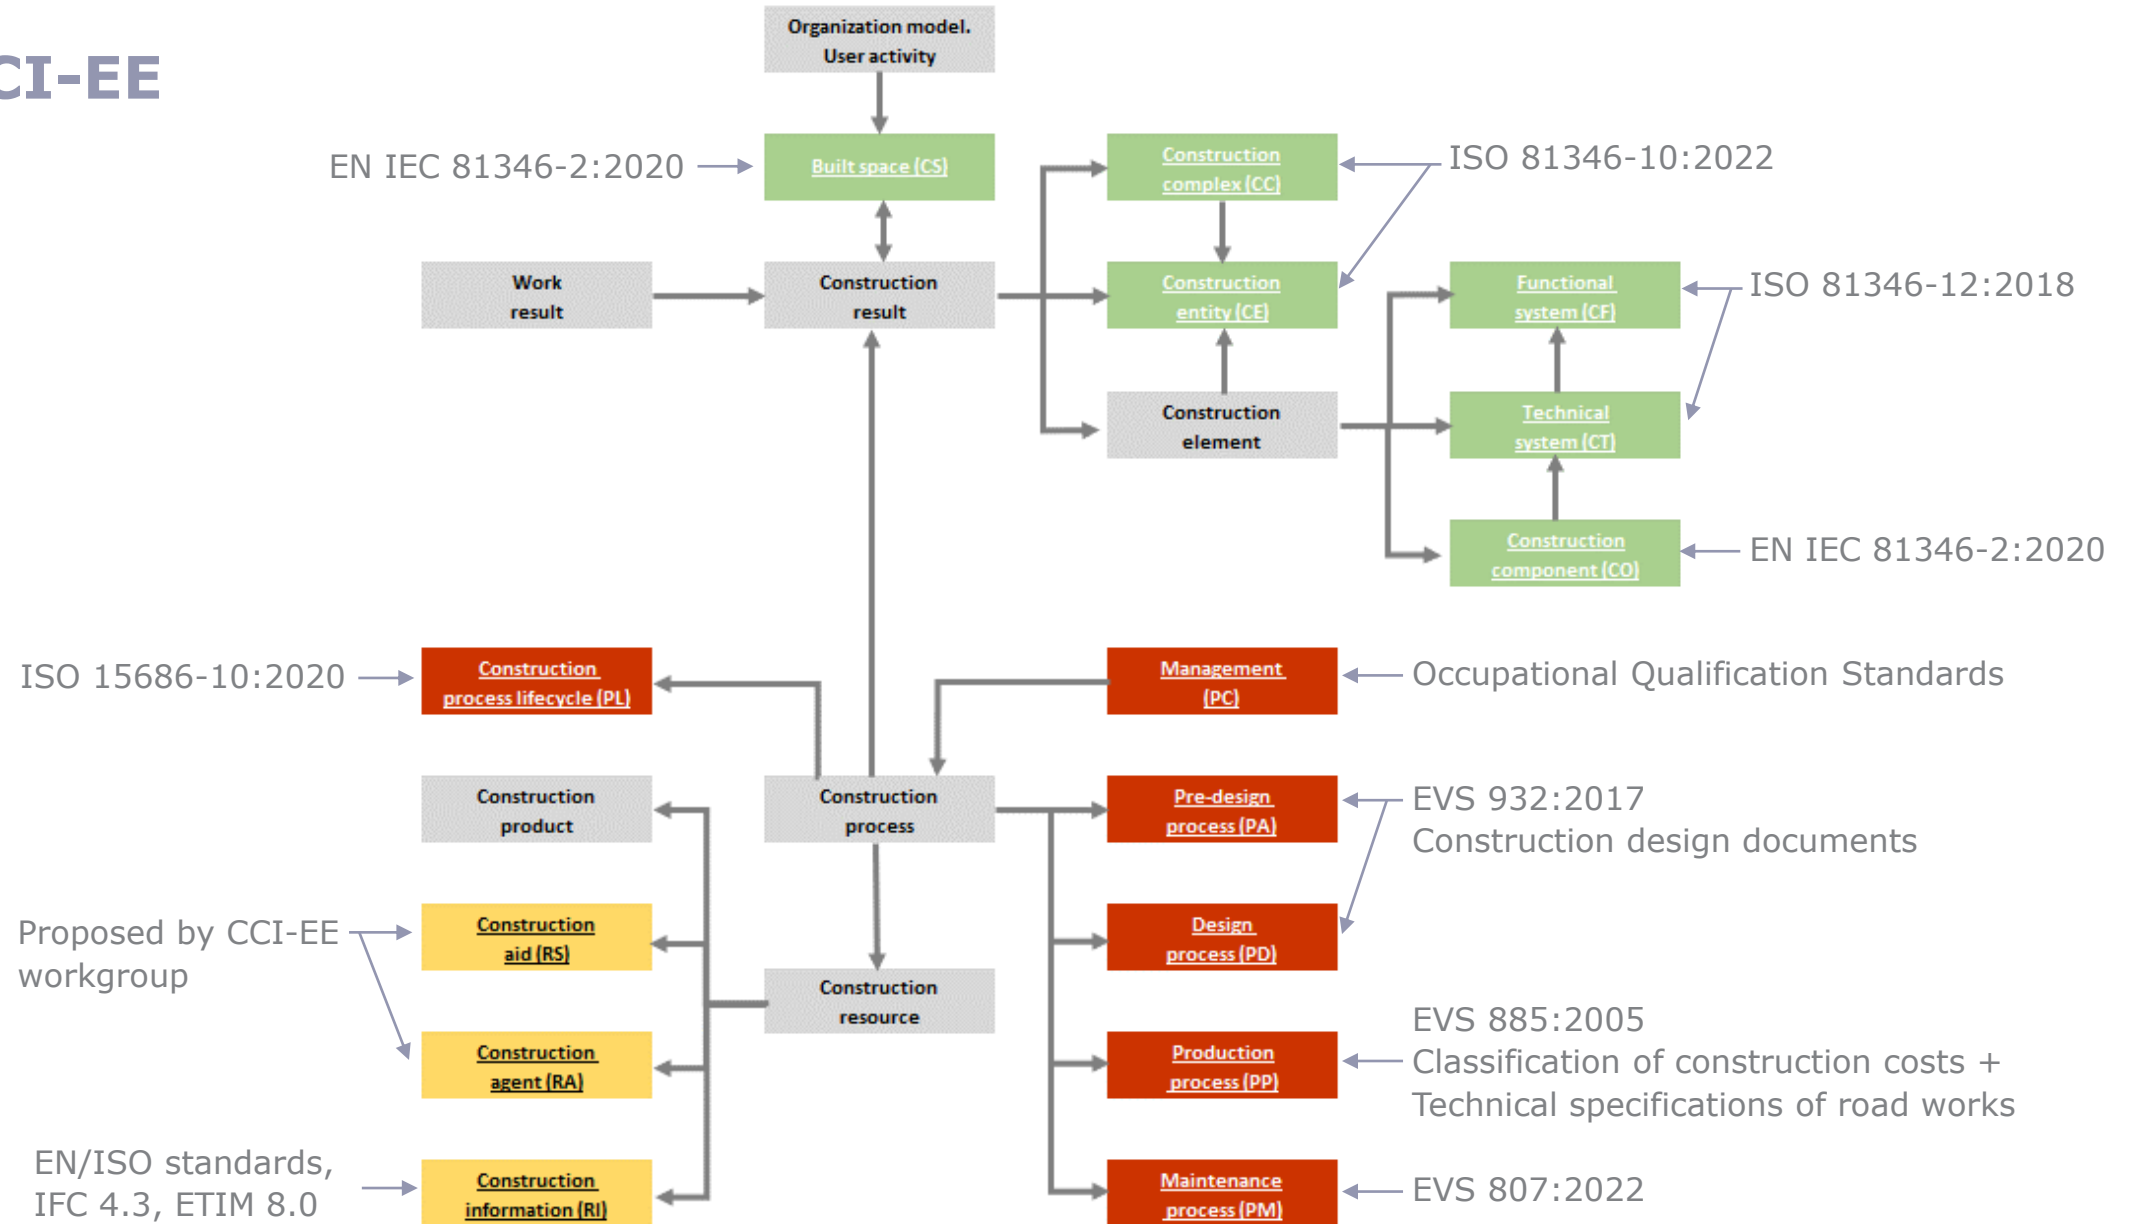 CI-EE
Organization model.
User activity
EN IEC 81346-2:2020
Built space (CS)
Construction
complex (CC)
ISO 81346-10:2022
Work
result
Construction
result
Construction
entity (CE)
Functional
system (CF)
ISO 81346-12:2018
Construction
element
Technical
system (CT)
Construction
component (CO)
EN IEC 81346-2:2020
ISO 15686-10:2020
Construction
process lifecycle (PL)
Management
(PC)
Occupational Qualification Standards
Construction
product
Construction
process
Pre-design
process (PA)
EVS 932:2017
Construction design documents
Proposed by CCI-EE
workgroup
Construction
aid (RS)
Design
process (PD)
Construction
resource
Construction
agent (RA)
Production
process (PP)
EVS 885:2005
Classification of construction costs +
Technical specifications of road works
EN/ISO standards,
IFC 4.3, ETIM 8.0
Construction
information (RI)
Maintenance
process (PM)
EVS 807:2022